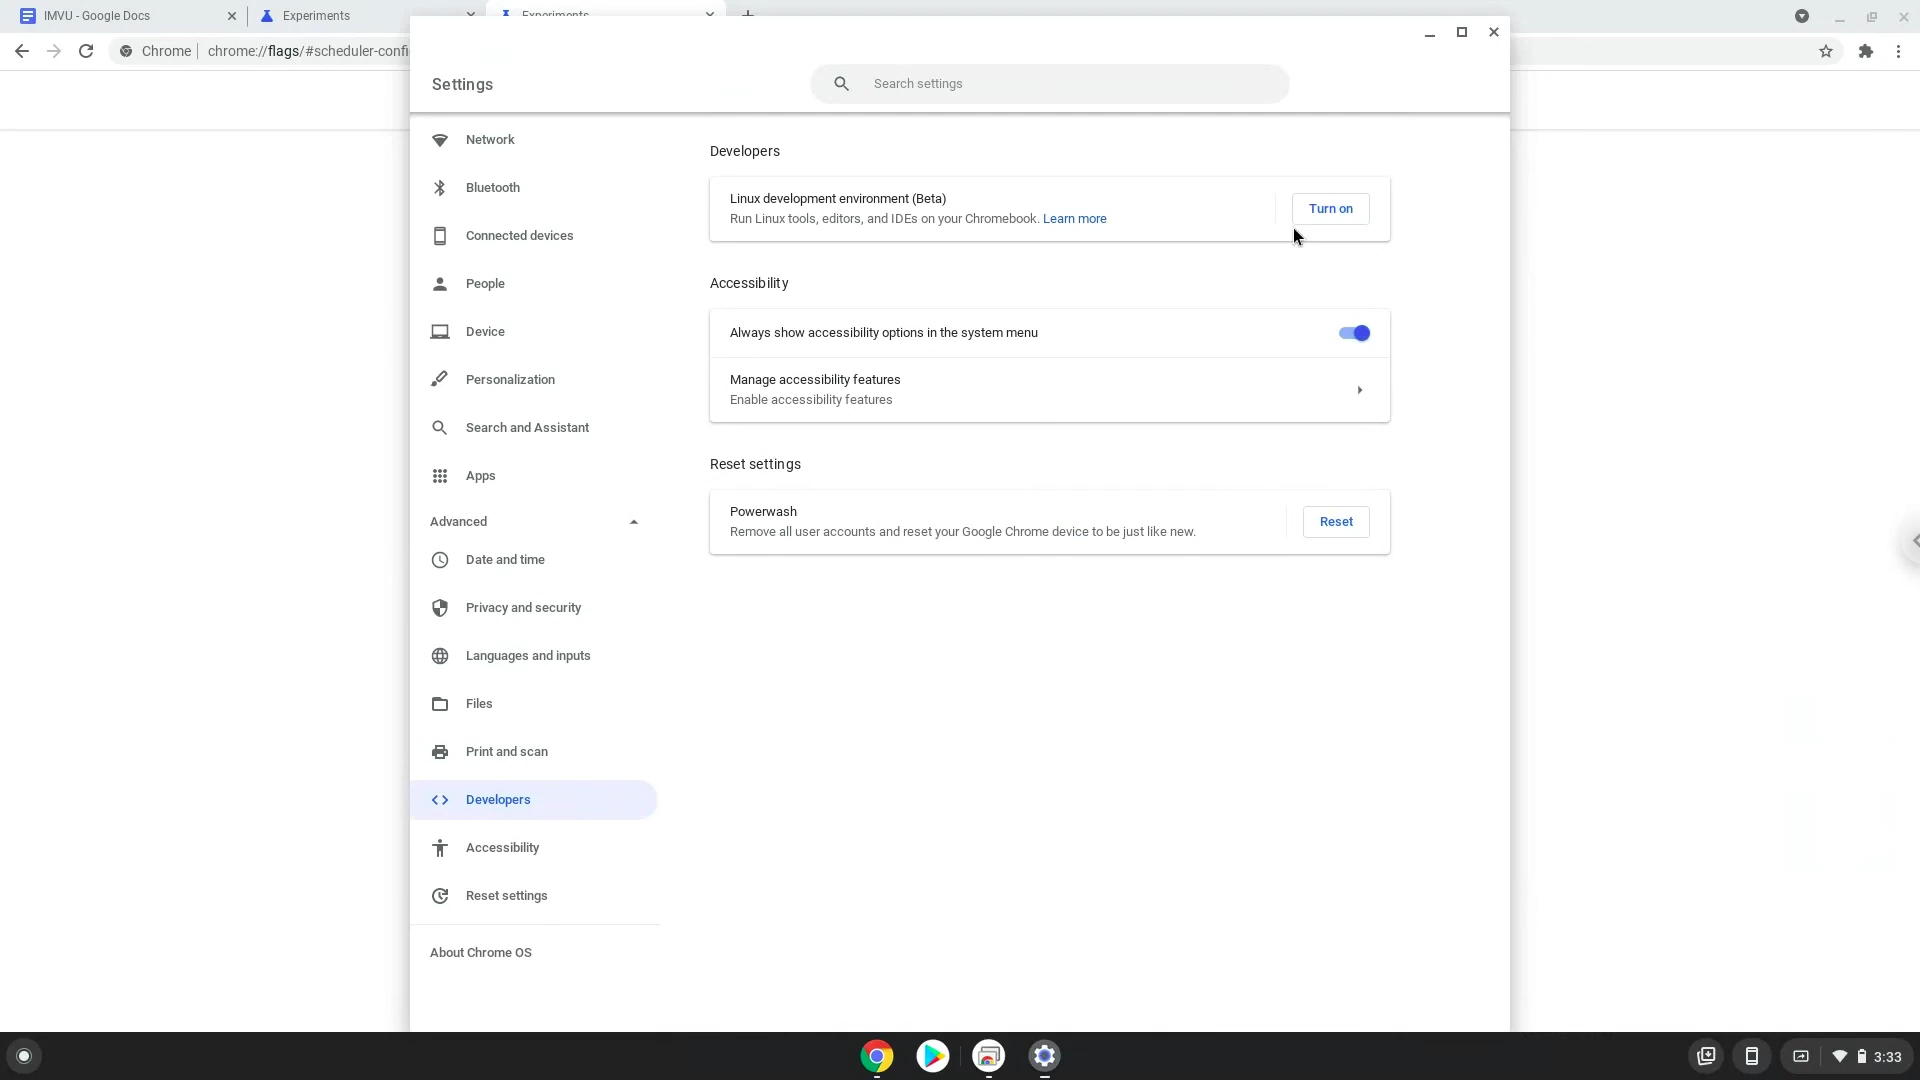 IMVU - Google Docs
Experiments
Experiments
Chrome
chrome://flags/#scheduler-confi
Settings
Search settings
Network
Bluetooth
Connected devices
People
Device
Personalization
Search and Assistant
Apps
Advanced
Date and time
Privacy and security
Languages and inputs
Files
Print and scan
Developers
Accessibility
Reset settings
About Chrome OS
Developers
Linux development environment (Beta)
Run Linux tools, editors, and IDEs on your Chromebook. Learn more
Turn on
Accessibility
Always show accessibility options in the system menu
Manage accessibility features
Enable accessibility features
Reset settings
Powerwash
Remove all user accounts and reset your Google Chrome device to be just like new.
Reset
3:33